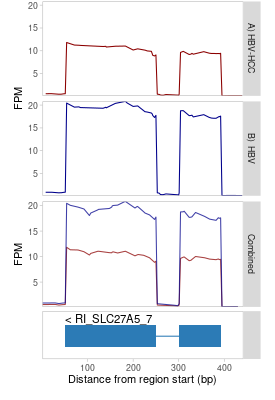 20
15
10
5
A) HBV-HCC
20
15
10
5
B) HBV
FPM
20
15
10
5
Combined
FPM
< RI_SLC27A5_7
100
200
300
400
Distance from region start (bp)